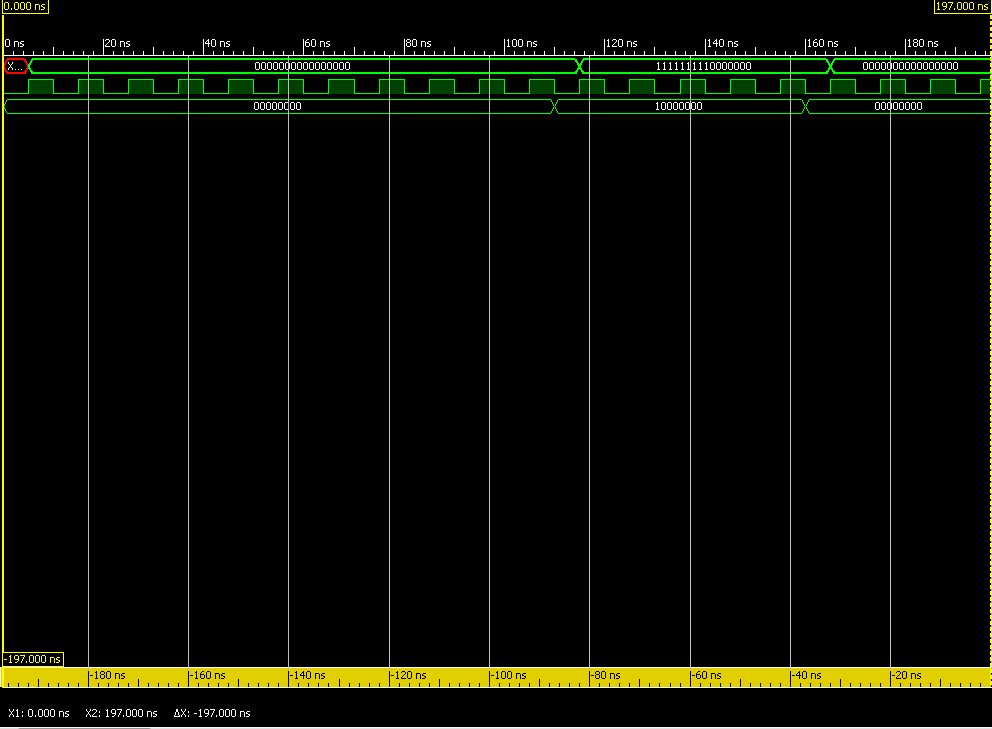 0.000 ns 197.000 ns
0 ns 20 ns 40 ns 60 ns 80 ns 100 ns 120 ns 140 ns 160 ns 180 ns
X... 0000000000000000 1111111110000000 0000000000000000
00000000 10000000 00000000
-197.000 ns
-180 ns -160 ns -140 ns -120 ns -100 ns -80 ns -60 ns -40 ns -20 ns
X1: 0.000 ns X2: 197.000 ns ΔX: -197.000 ns